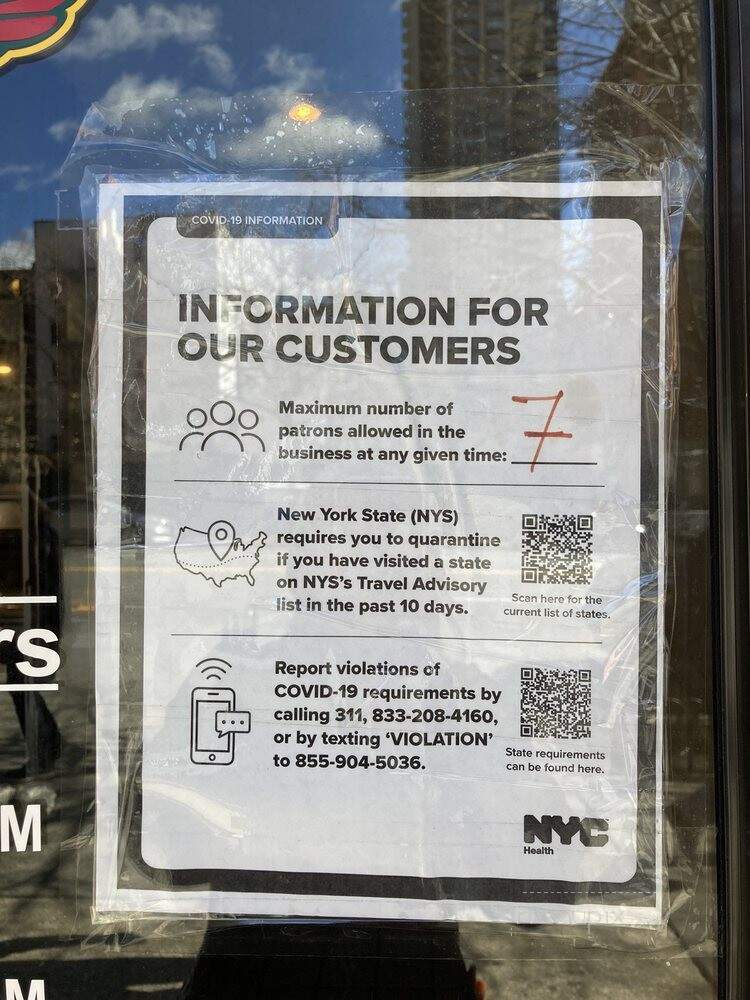 COVID-19 INFORMATION
INFORMATION FOR
OUR CUSTOMERS
Maximum number of
patrons allowed in the
business at any given time: 7
New York State (NYS)
requires you to quarantine
if you have visited a state
on NYS's Travel Advisory
list in the past 10 days.
Scan here for the
current list of states.
Report violations of
COVID-19 requirements by
calling 311, 833-208-4160,
or by texting ‘VIOLATION’
to 855-904-5036.
State requirements
can be found here.
NYC
Health
rs
M
M